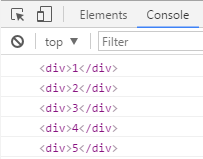 Elements Console
top ▼ Filter
<div>1</div>
<div>2</div>
<div>3</div>
<div>4</div>
<div>5</div>